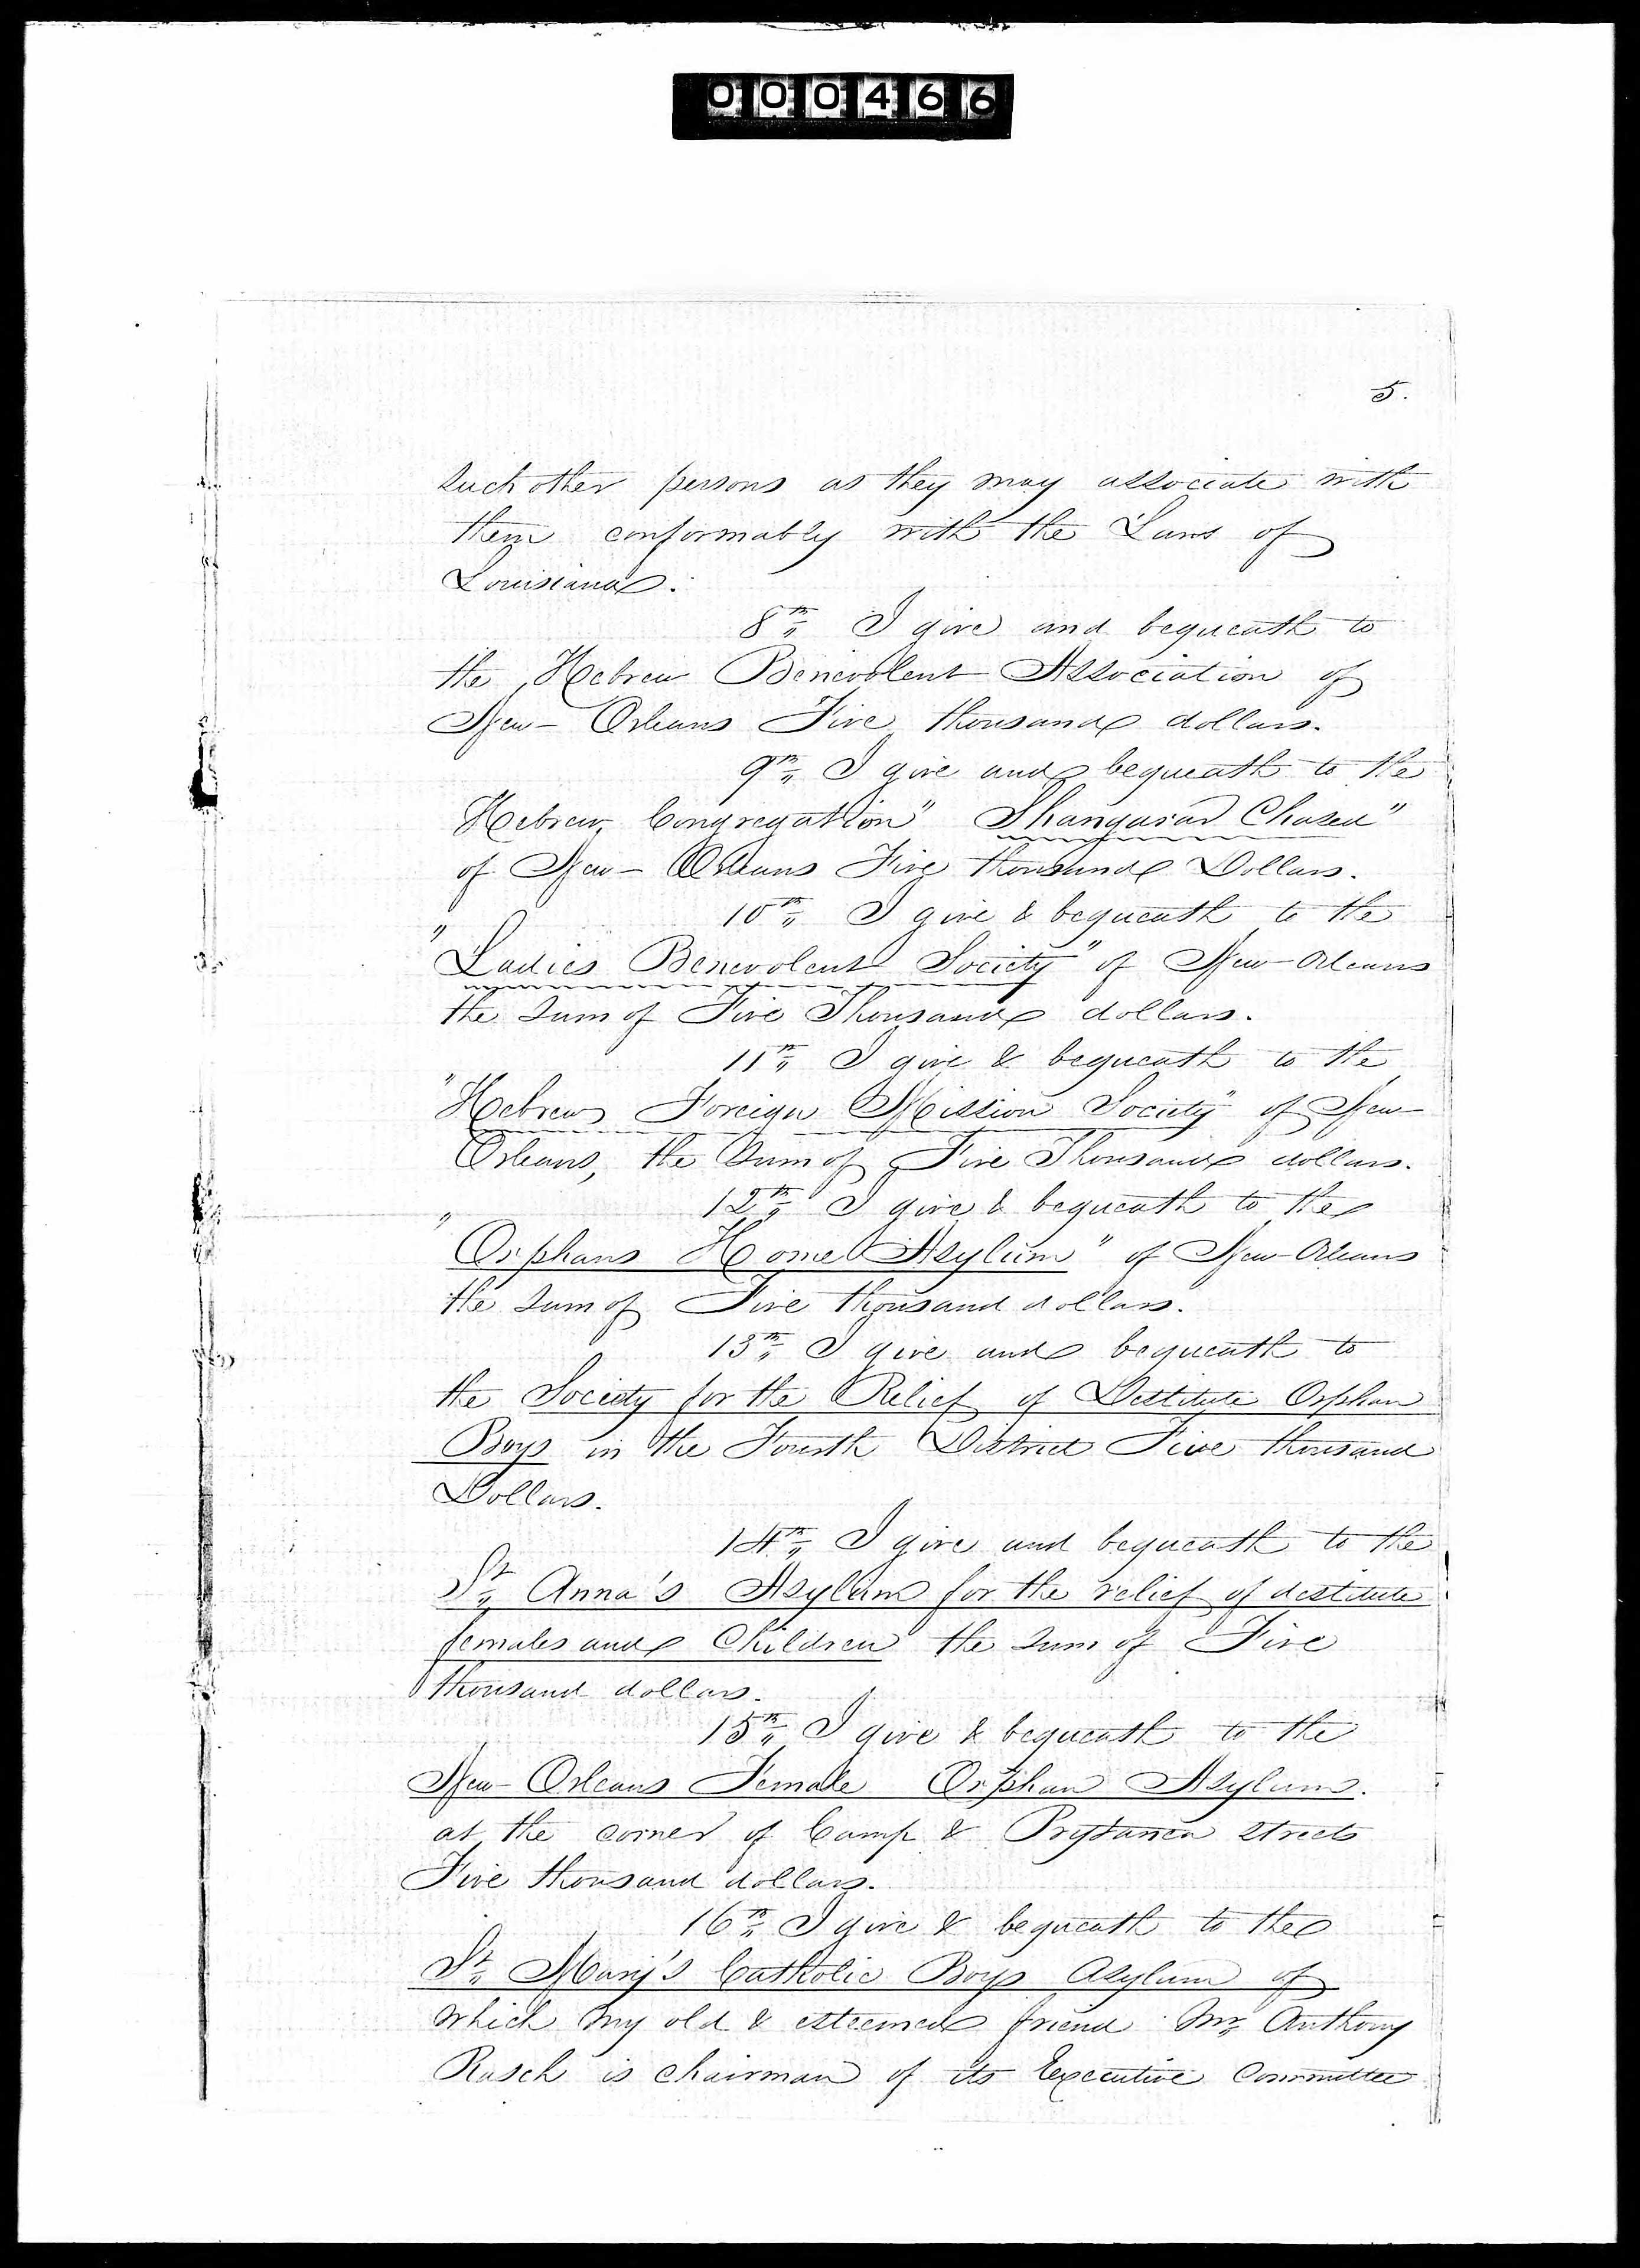 000466
5.
such other persons as they may associate with
them conformably with the Laws of
Louisiana.
8th I give and bequeath to
the Hebrew Benevolent Association of
New-Orleans Five thousand dollars.
9th I give and bequeath to the
Hebrew Congregation "Shangarar Chased"
of New-Orleans Five thousand Dollars.
10th I give & bequeath to the
"Ladies Benevolent Society" of New-Orleans
the Sum of Five Thousand dollars.
11th I give & bequeath to the
"Hebrew Foreign Mission Society" of New-
Orleans, the Sum of Five Thousand dollars.
12th I give & bequeath to the
"Orphans Home Asylum" of New-Orleans
the Sum of Five thousand dollars.
13th I give and bequeath to
the Society for the Relief of Destitute Orphan
Boys in the Fourth District Five thousand
Dollars.
14th I give and bequeath to the
St Anna's Asylum for the relief of destitute
females and Children the Sum of Five
thousand dollars.
15th I give & bequeath to the
New-Orleans Female Orphan Asylum.
at the corner of Camp & Prytanea streets
Five thousand dollars.
16th I give & bequeath to the
St Mary's Catholic Boys Asylum of
which my old & esteemed friend Mr Anthony
Rasch is chairman of its Executive Committee